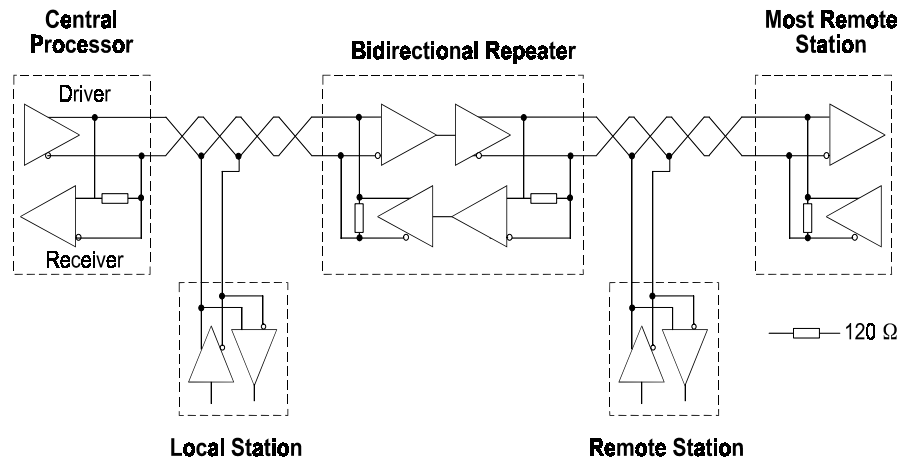 Central
Processor
Bidirectional Repeater
Most Remote
Station
Driver
Receiver
120 Ω
Local Station
Remote Station